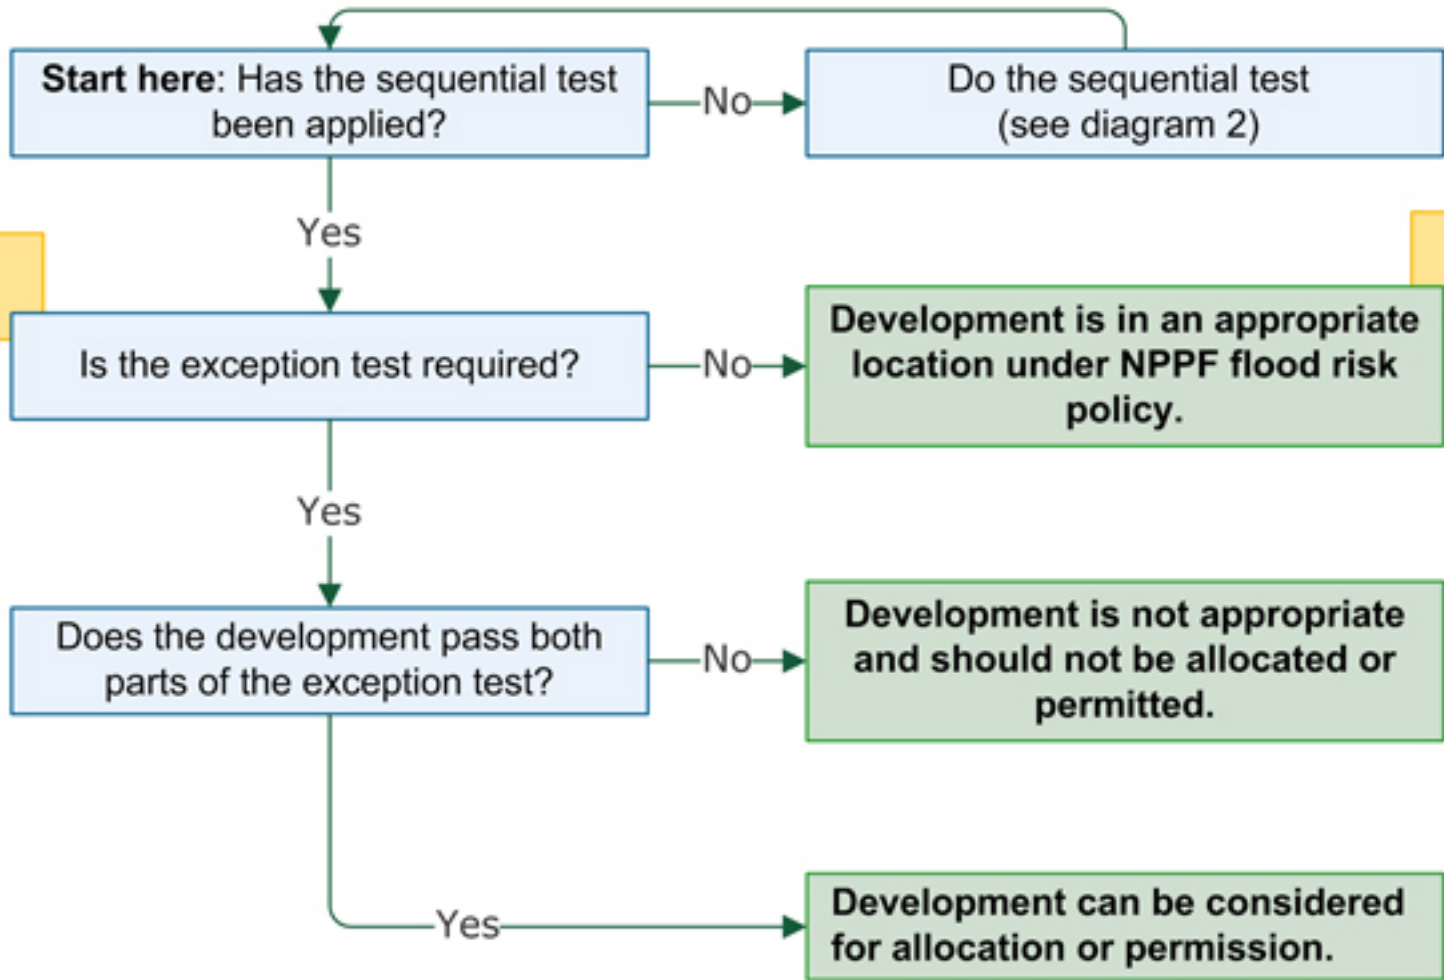 Start here: Has the sequential test
been applied?
No
Do the sequential test
(see diagram 2)
Yes
Is the exception test required?
No
Development is in an appropriate
location under NPPF flood risk
policy.
Yes
Does the development pass both
parts of the exception test?
No
Development is not appropriate
and should not be allocated or
permitted.
Yes
Development can be considered
for allocation or permission.